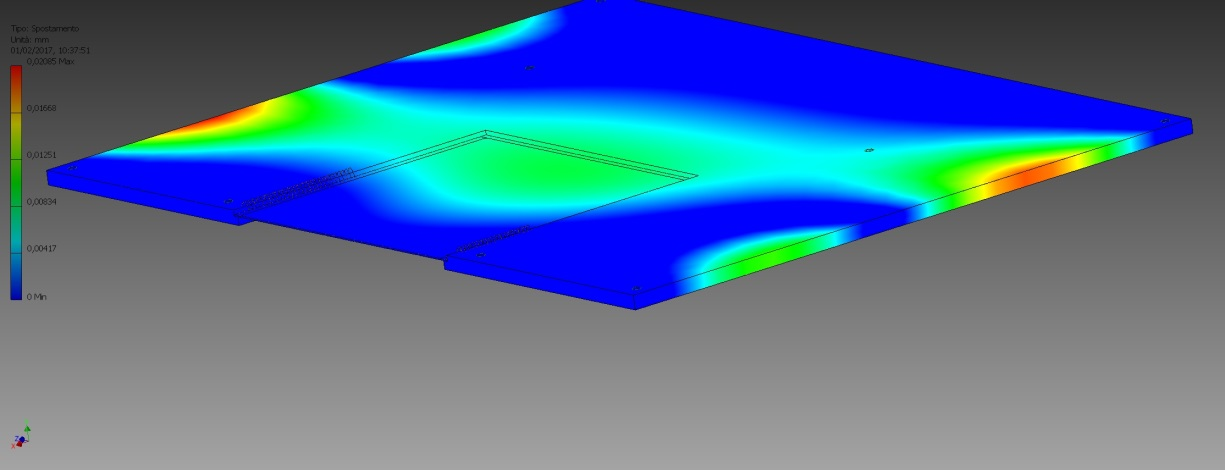 Tipo: Spostamento
Unità: mm
01/02/2017, 10:37:51
0,02085 Max
0,01668
0,01251
0,00834
0,00417
0 Min